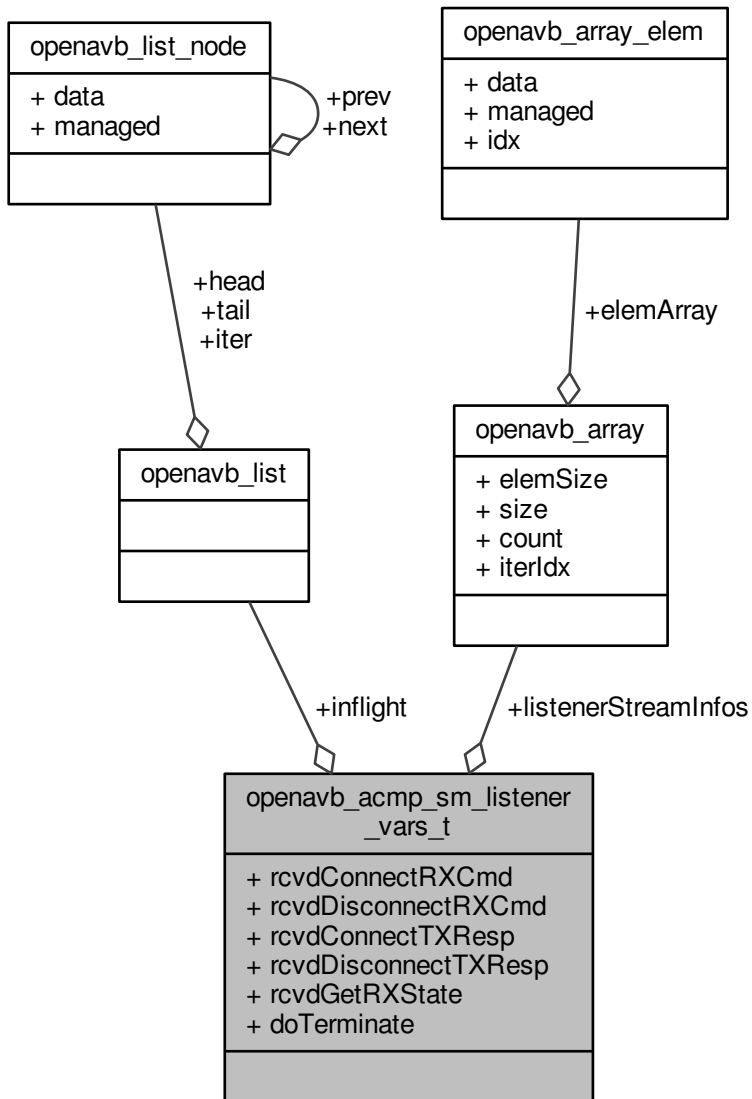 openavb_list_node
+ data
+ managed
+prev
+next
openavb_array_elem
+ data
+ managed
+ idx
+head
+tail
+iter
+elemArray
openavb_list
openavb_array
+ elemSize
+ size
+ count
+ iterIdx
+inflight
+listenerStreamInfos
openavb_acmp_sm_listener
_vars_t
+ rcvdConnectRXCmd
+ rcvdDisconnectRXCmd
+ rcvdConnectTXResp
+ rcvdDisconnectTXResp
+ rcvdGetRXState
+ doTerminate